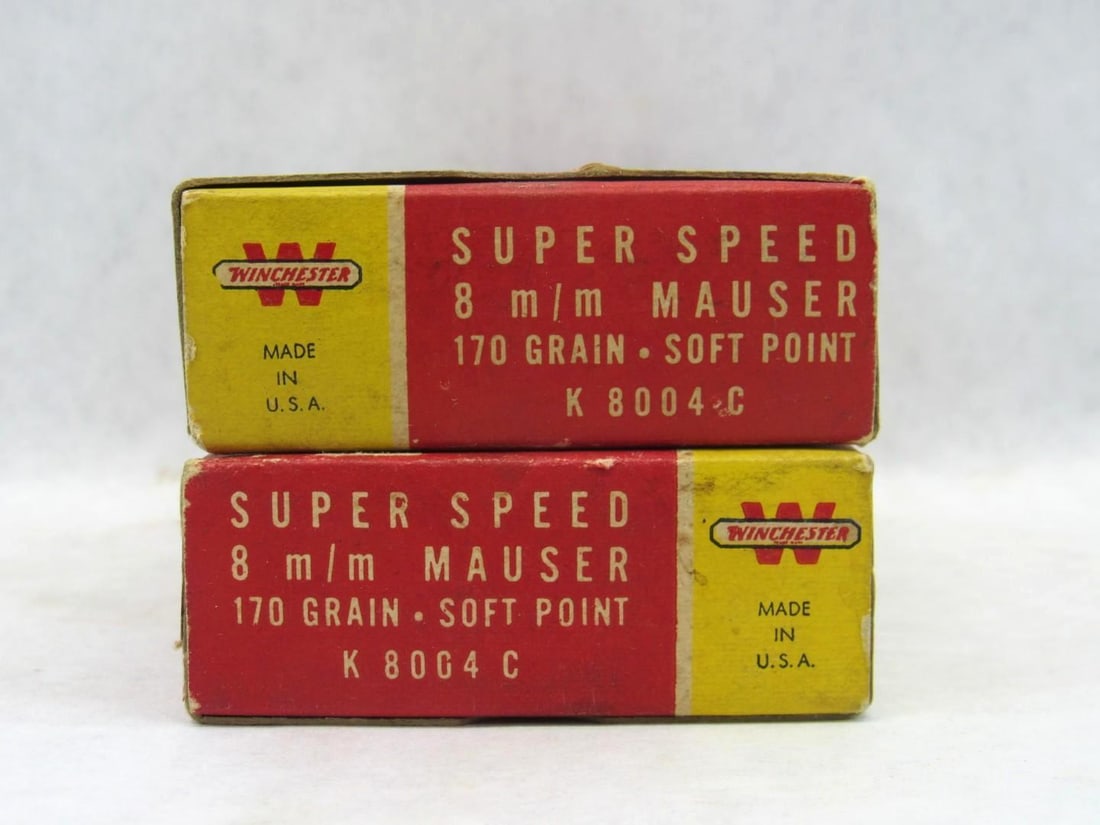 WINCHESTER
MADE
IN
U.S.A.
SUPER SPEED
8 m/m MAUSER
170 GRAIN • SOFT POINT
K 8004 C
SUPER SPEED
8 m/m MAUSER
170 GRAIN • SOFT POINT
K 8004 C
W
WINCHESTER
MADE
IN
U.S.A.